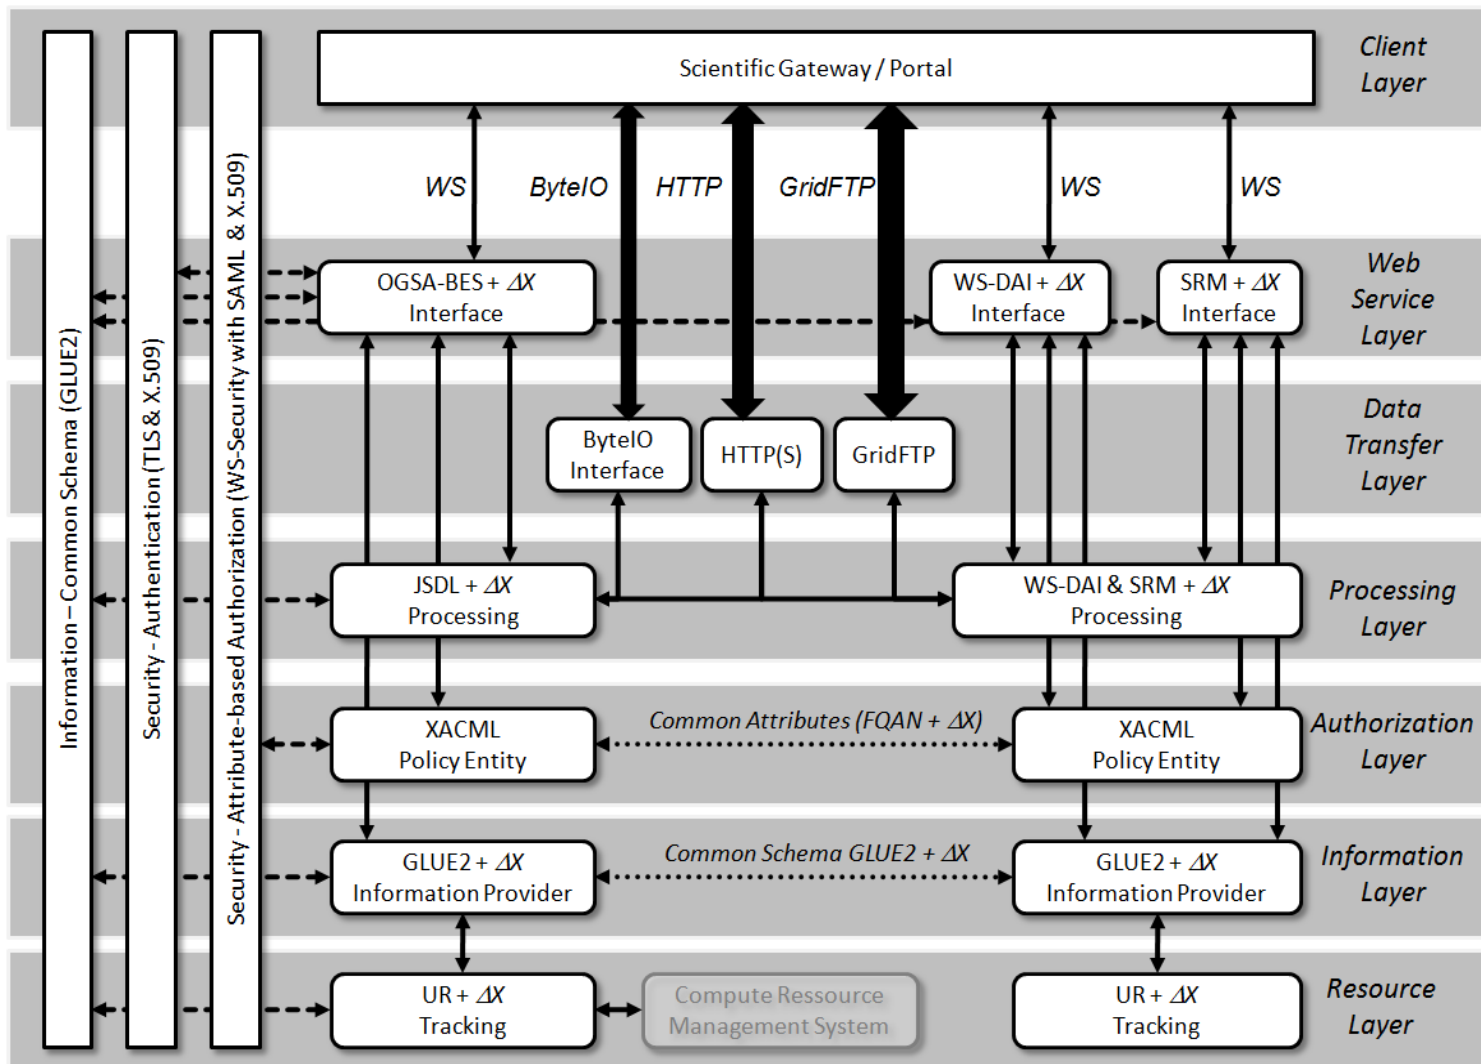 Information – Common Schema (GLUE2)
Security - Authentication (TLS & X.509)
Security - Attribute-based Authorization (WS-Security with SAML & X.509)
Scientific Gateway / Portal
Client
Layer
WS
ByteIO
HTTP
GridFTP
WS
WS
OGSA-BES + ΔX
Interface
WS-DAI + ΔX
Interface
SRM + ΔX
Interface
Web
Service
Layer
ByteIO
Interface
HTTP(S)
GridFTP
Data
Transfer
Layer
JSDL + ΔX
Processing
WS-DAI & SRM + ΔX
Processing
Processing
Layer
XACML
Policy Entity
Common Attributes (FQAN + ΔX)
XACML
Policy Entity
Authorization
Layer
GLUE2 + ΔX
Information Provider
Common Schema GLUE2 + ΔX
GLUE2 + ΔX
Information Provider
Information
Layer
UR + ΔX
Tracking
Compute Ressource
Management System
UR + ΔX
Tracking
Resource
Layer